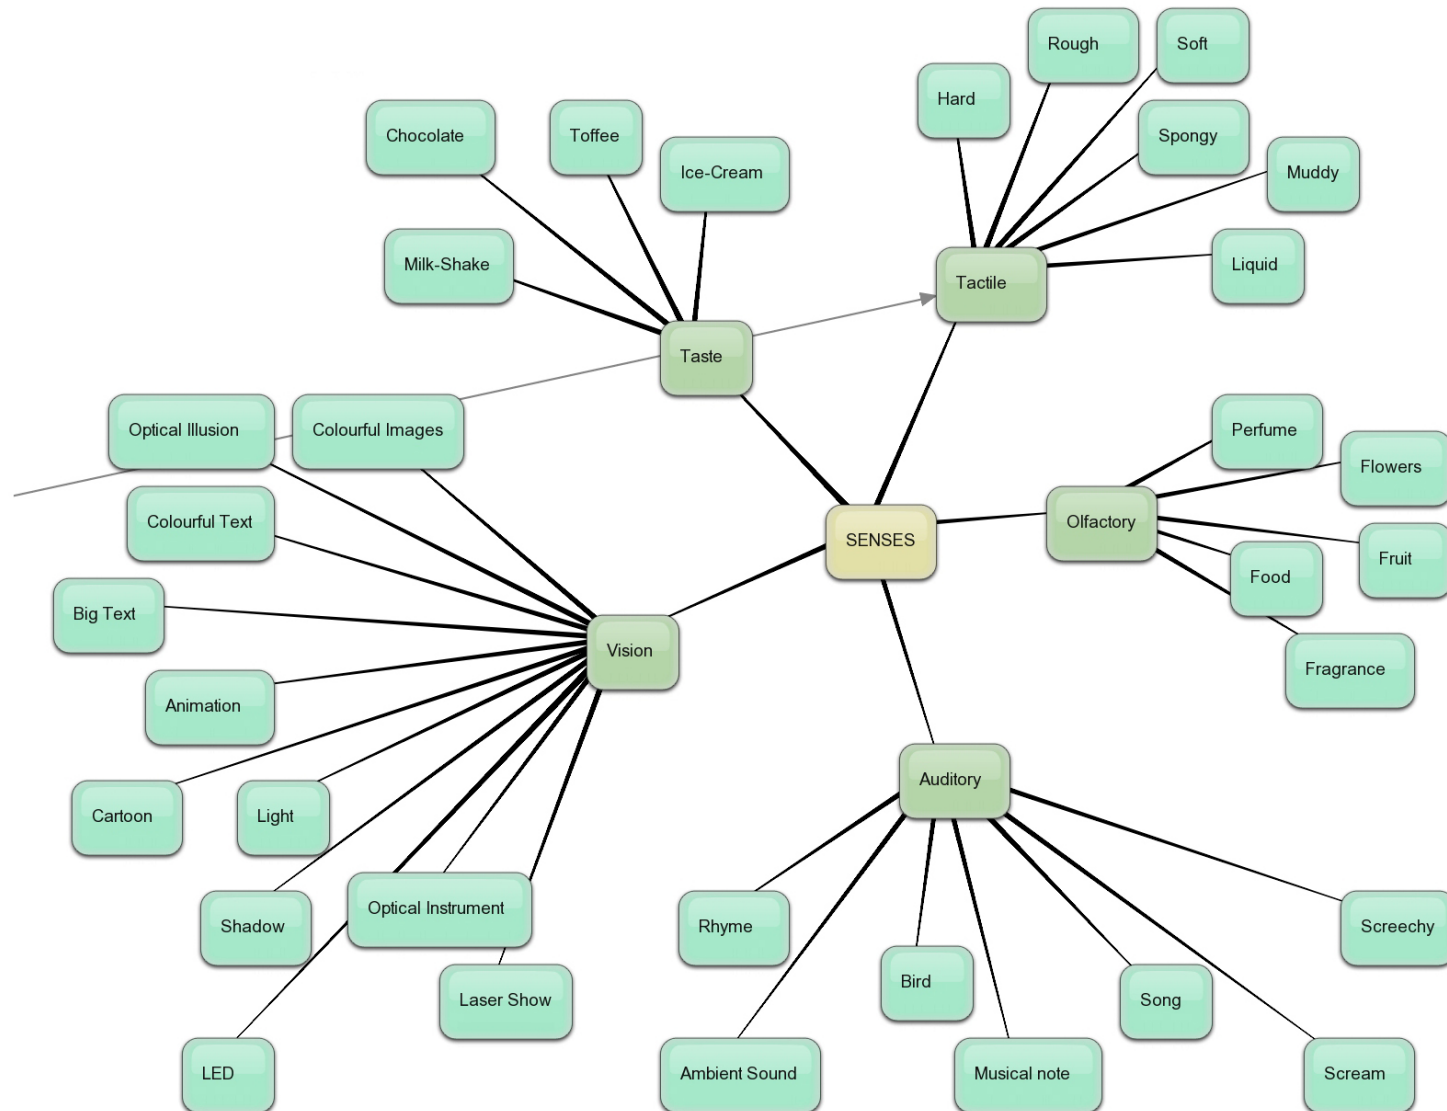 Rough
Soft
Hard
Chocolate
Toffee
Spongy
Ice-Cream
Muddy
Milk-Shake
Liquid
Tactile
Taste
Optical Illusion
Colourful Images
Perfume
Flowers
Colourful Text
SENSES
Olfactory
Fruit
Food
Big Text
Vision
Fragrance
Animation
Auditory
Cartoon
Light
Shadow
Optical Instrument
Rhyme
Screechy
Bird
Laser Show
Song
LED
Ambient Sound
Musical note
Scream